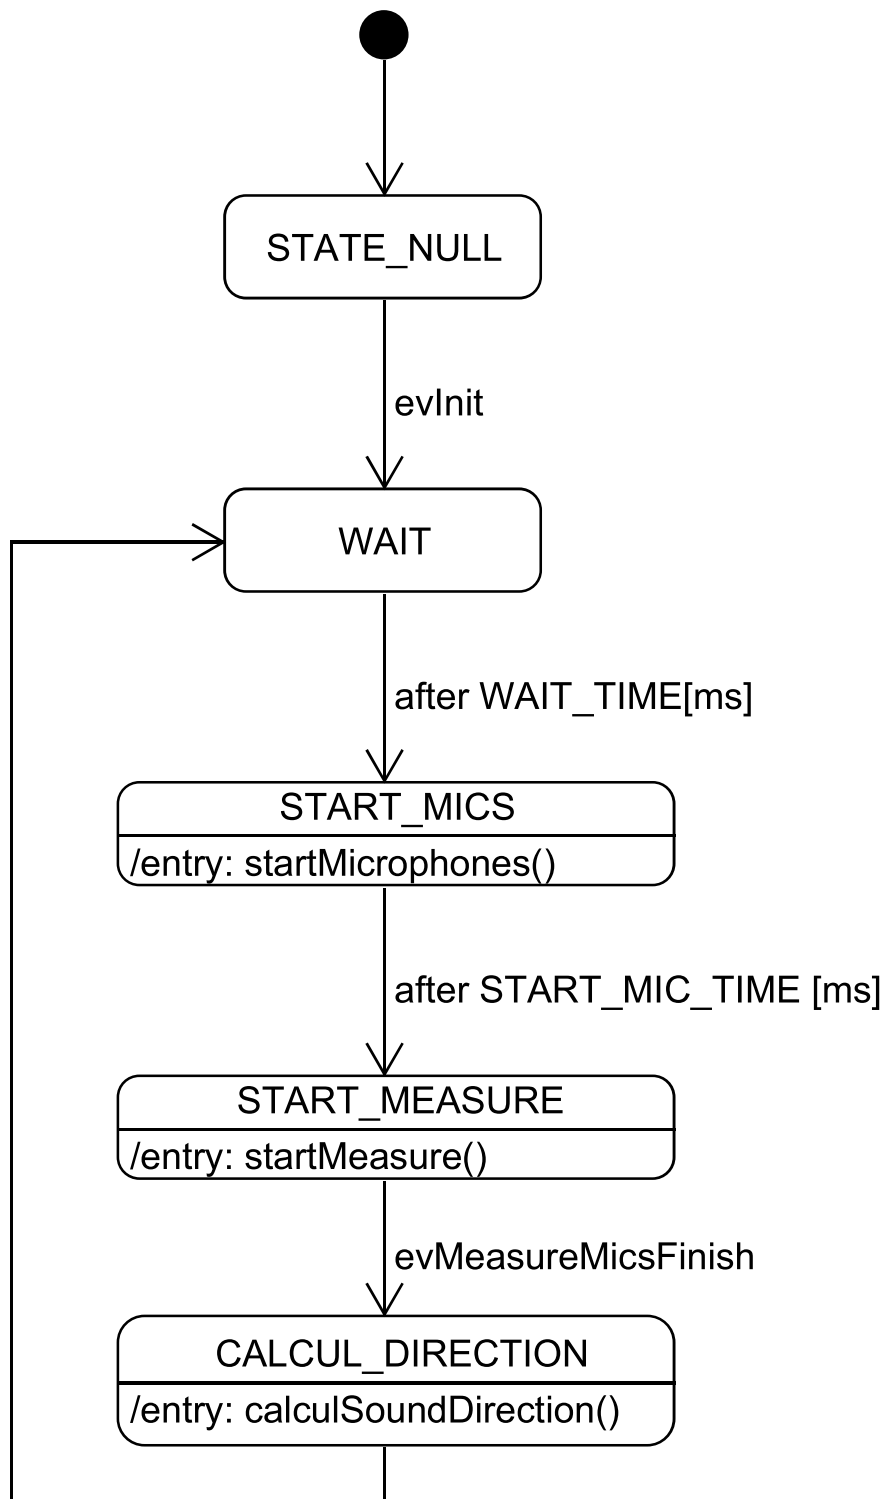 STATE_NULL
evInit
WAIT
after WAIT_TIME[ms]
START_MICS
/entry: startMicrophones()
after START_MIC_TIME [ms]
START_MEASURE
/entry: startMeasure()
evMeasureMicsFinish
CALCUL_DIRECTION
/entry: calculSoundDirection()